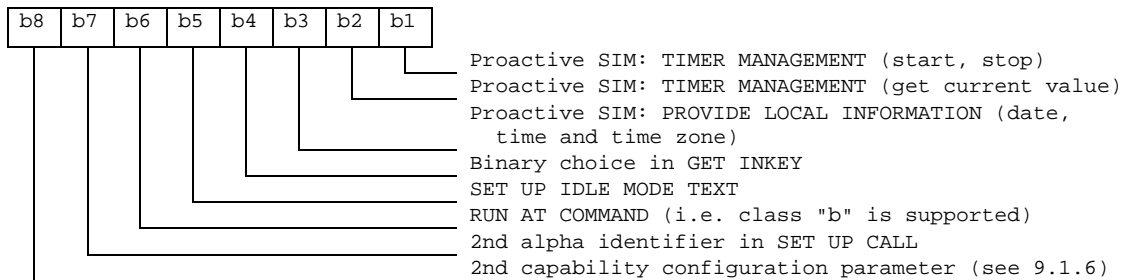 b8 b7 b6 b5 b4 b3 b2 b1
Proactive SIM: TIMER MANAGEMENT (start, stop)
Proactive SIM: TIMER MANAGEMENT (get current value)
Proactive SIM: PROVIDE LOCAL INFORMATION (date,
time and time zone)
Binary choice in GET INKEY
SET UP IDLE MODE TEXT
RUN AT COMMAND (i.e. class "b" is supported)
2nd alpha identifier in SET UP CALL
2nd capability configuration parameter (see 9.1.6)